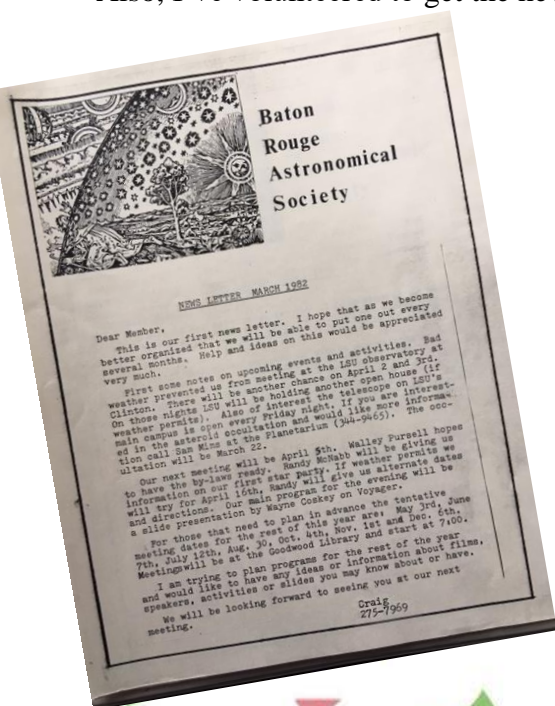 Also, I've volunteered to get the
Baton
Rouge
Astronomical
Society
NEWS LETTER MARCH 1982
Dear Member,
This is our first news letter. I hope that as we become
better organized that we will be able to put one out every
several months. Help and ideas on this would be appreciated
very much.
First some notes on upcoming events and activities. Bad
weather prevented us from meeting at the LSU observatory at
Clinton. There will be another chance on April 2 and 3rd.
On those nights LSU will be holding another open house (if
weather permits). Also of interest the telescope on LSU's
main campus is open every Friday night. If you are interest-
ed in the asteroid occultation and would like more informa-
tion call Sam Mims at the Planetarium (344-9465). The occ-
ultation will be March 22.
Our next meeting will be April 5th. Walley Pursell hopes
to have the by-laws ready. Randy McNabb will be giving us
information on our first star party. If weather permits we
will try for April 16th, Randy will give us alternate dates
and directions. Our main program for the evening will be
a slide presentation by Wayne Coskey on Voyager.
For those that need to plan in advance the tentative
meeting dates for the rest of this year are: May 3rd, June
7th, July 12th, Aug. 30, Oct. 4th, Nov. 1st and Dec. 6th.
Meetingswill be at the Goodwood Library and start at 7:00.
I am trying to plan programs for the rest of the year
and would like to have any ideas or information about films,
speakers, activities or slides you may know about or have.
We will be looking forward to seeing you at our next
meeting.
Craig
275-7969